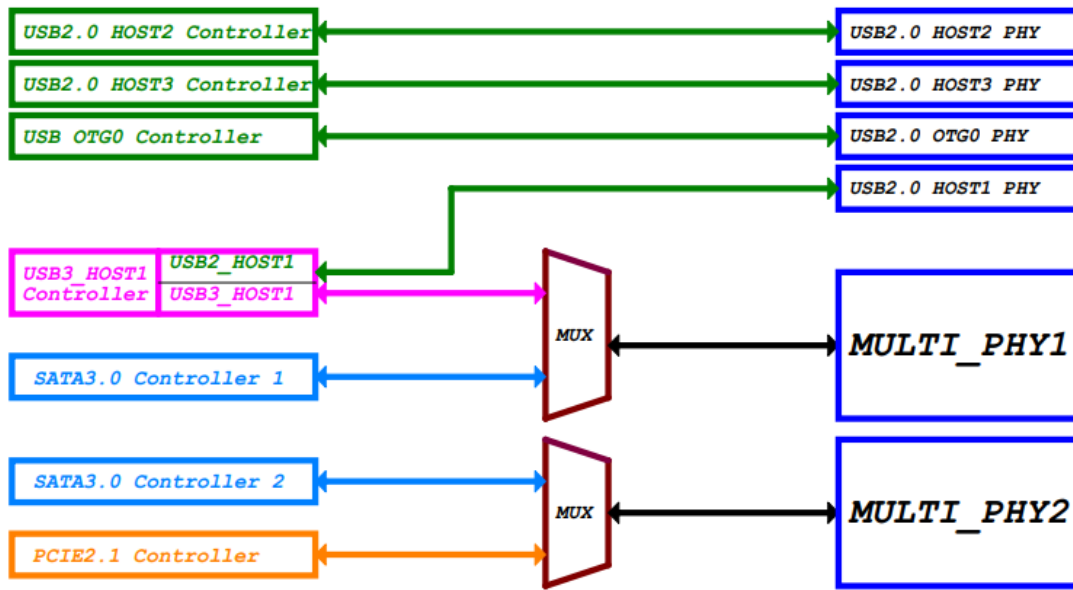 USB2.0 HOST2 Controller
USB2.0 HOST2 PHY
USB2.0 HOST3 Controller
USB2.0 HOST3 PHY
USB OTG0 Controller
USB2.0 OTG0 PHY
USB2.0 HOST1 PHY
USB3_HOST1
Controller
USB2_HOST1
USB3_HOST1
MUX
MULTI_PHY1
SATA3.0 Controller 1
SATA3.0 Controller 2
MUX
MULTI_PHY2
PCIE2.1 Controller